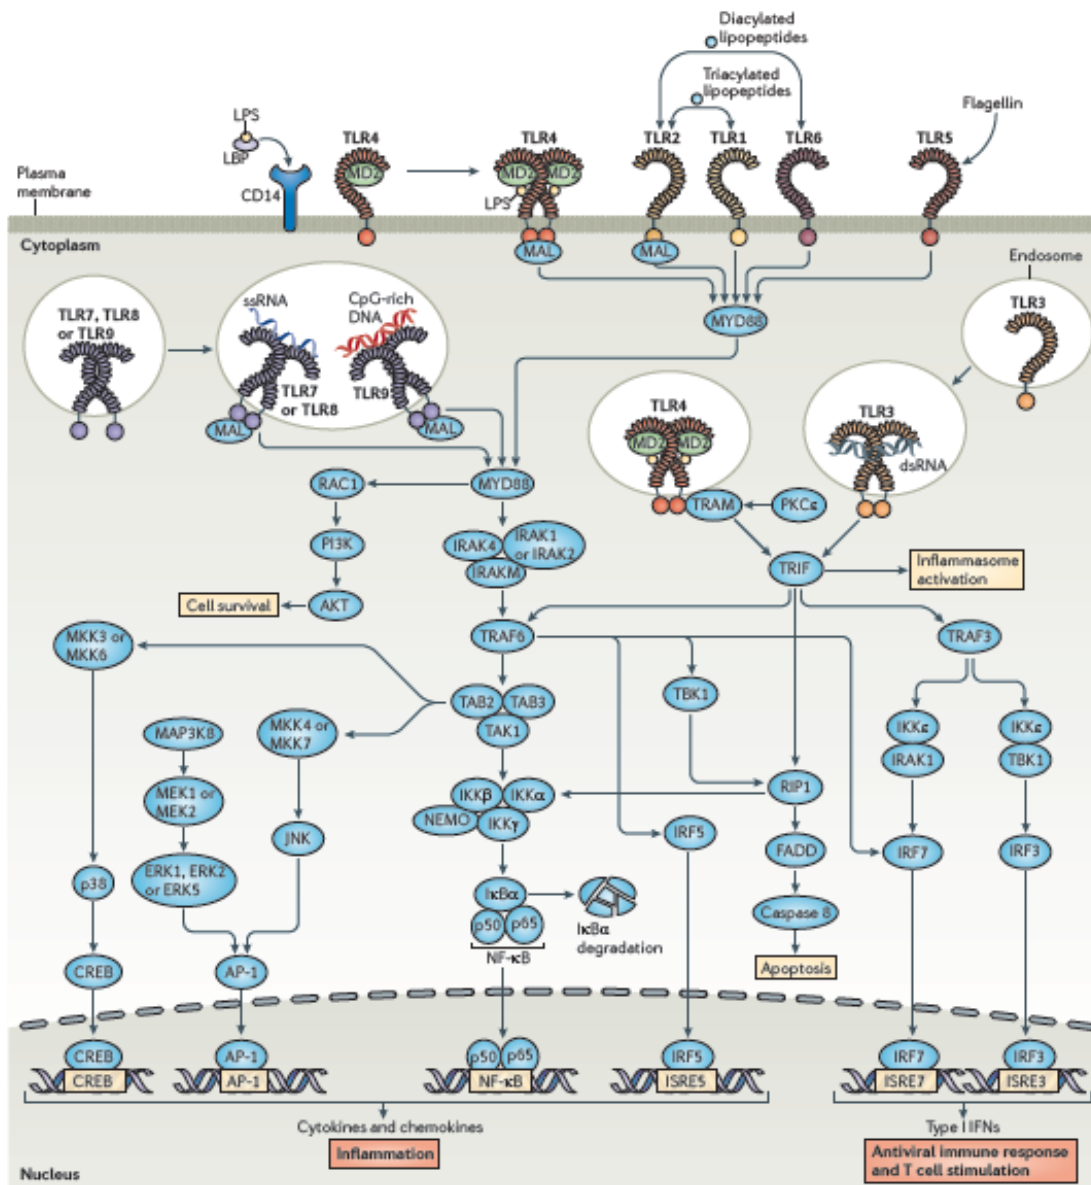 Diacylated
lipopeptides
Triacylated
lipopeptides
Flagellin
LPS
LBP
CD14
TLR4
MD2
TLR4
MD2 MD2
LPS
TLR2
TLR1
TLR6
TLR5
Plasma
membrane
MAL
MAL
Cytoplasm
Endosome
TLR3
TLR7, TLR8
or TLR9
ssRNA
CpG-rich
DNA
TLR7
or TLR8
TLR9
MAL
MAL
MYD88
TLR4
MD2 MD2
TLR3
dsRNA
RAC1
MYD88
TRAM
PKCε
PI3K
IRAK4
IRAK1
or IRAK2
IRAKM
TRIF
Inflammasome
activation
Cell survival
AKT
MKK3 or
MKK6
TRAF6
TRAF3
TBK1
TAB2
TAB3
TAK1
MAP3K8
MKK4 or
MKK7
IKKε
IRAK1
IKKε
TBK1
MEK1 or
MEK2
IKKβ
IKKα
NEMO
IKKγ
RIP1
JNK
IRF5
FADD
IRF7
IRF3
p38
ERK1, ERK2
or ERK5
IκBα
p50
p65
NF-κB
IκBα
degradation
Caspase 8
Apoptosis
CREB
AP-1
CREB
CREB
AP-1
AP-1
p50
p65
NF-κB
IRF5
ISRE5
IRF7
ISRE7
IRF3
ISRE3
Cytokines and chemokines
Inflammation
Type I IFNs
Antiviral immune response
and T cell stimulation
Nucleus